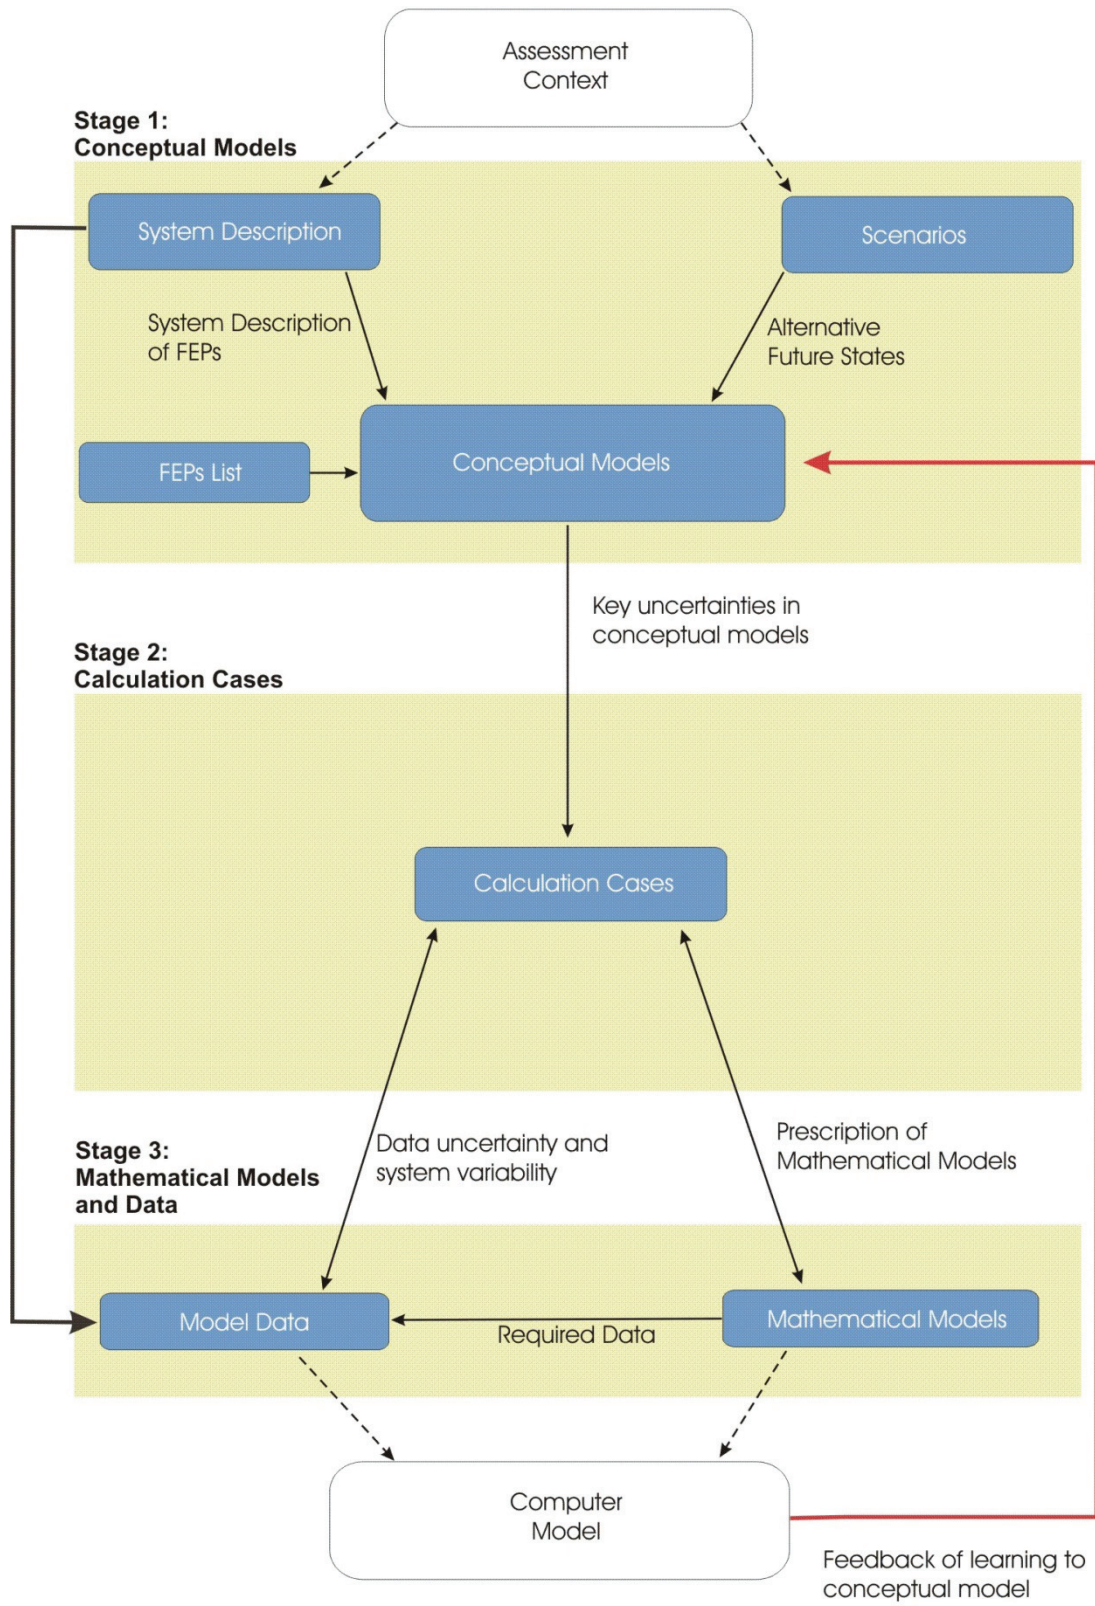 Assessment
Context
Stage 1:
Conceptual Models
System Description
Scenarios
System Description
of FEPs
Alternative
Future States
FEPs List
Conceptual Models
Key uncertainties in
conceptual models
Stage 2:
Calculation Cases
Calculation Cases
Data uncertainty and
system variability
Prescription of
Mathematical Models
Stage 3:
Mathematical Models
and Data
Model Data
Required Data
Mathematical Models
Computer
Model
Feedback of learning to
conceptual model